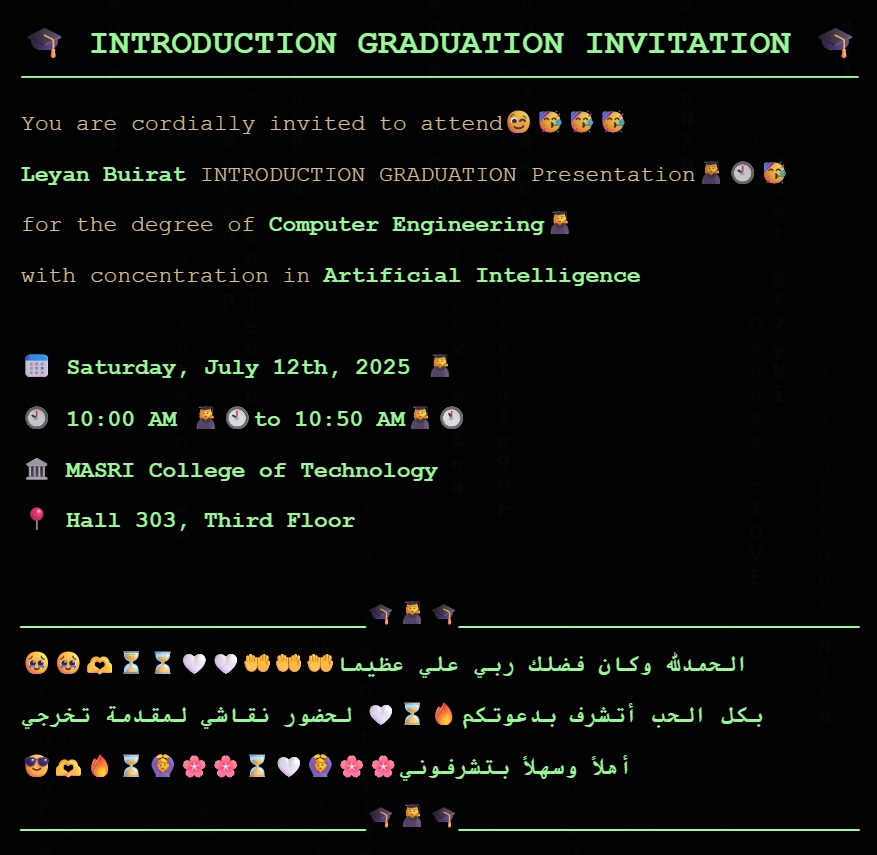 🎓 INTRODUCTION GRADUATION INVITATION 🎓
You are cordially invited to attend😉🥳🥳🥳
Leyan Buirat INTRODUCTION GRADUATION Presentation👩‍🎓🕙🥳
for the degree of Computer Engineering👩‍🎓
with concentration in Artificial Intelligence
🗓️ Saturday, July 12th, 2025 👩‍🎓
🕙 10:00 AM 👩‍🎓🕙to 10:50 AM👩‍🎓🕙
🏛️ MASRI College of Technology
📍 Hall 303, Third Floor
🎓👩‍🎓🎓
الحمدلله وكان فضلك ربي علي عظيما🤲🤲🤲🤍🤍⏳⏳🫶🥹🥹
بكل الحب أتشرف بدعوتكم🔥⏳🤍 لحضور نقاشي لمقدمة تخرجي
أهلاً وسهلاً بتشرفوني🌸🌸🙆‍♀️🤍⏳🌸🌸🙆‍♀️⏳🔥🫶😎
🎓👩‍🎓🎓